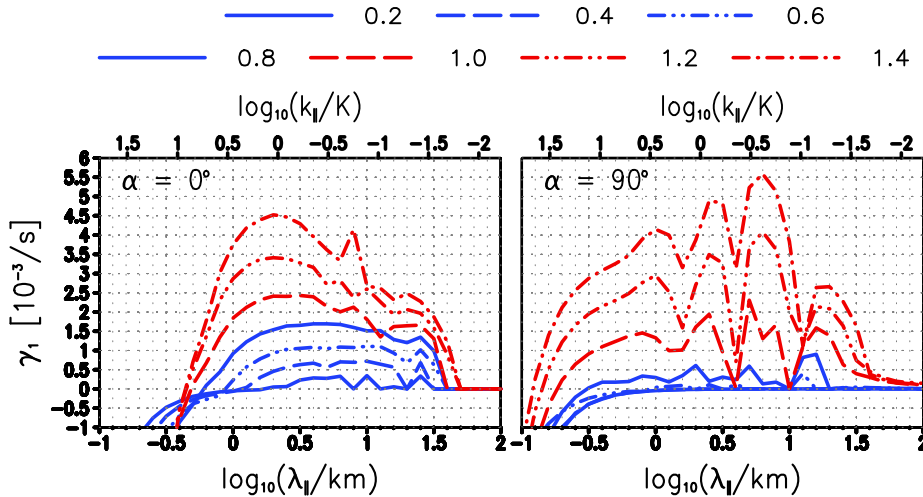 0.2 0.4 0.6
0.8 1.0 1.2 1.4
log₁₀(k∥/K) log₁₀(k∥/K)
1.5 1 0.5 0 -0.5 -1 -1.5 -2 1.5 1 0.5 0 -0.5 -1 -1.5 -2
6
5.5
5
4.5
4
3.5
3
2.5
2
1.5
1
0.5
0
-0.5
-1
γ₁ [10⁻³/s]
α = 0° α = 90°
-1 -0.5 0 0.5 1 1.5 2 -1 -0.5 0 0.5 1 1.5 2
log₁₀(λ∥/km) log₁₀(λ∥/km)